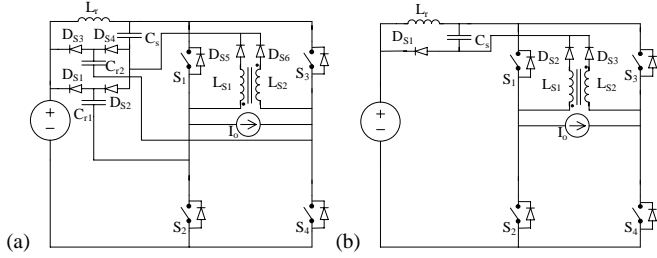 Lr
DS3 DS4
Cs
Cr2
DS1
Cr1 DS2
S1
DS5 DS6
LS1 LS2
S3
Io
S2
S4
(a)
Lr
DS1
Cs
S1
DS2 DS3
LS1 LS2
S3
Io
S2
S4
(b)